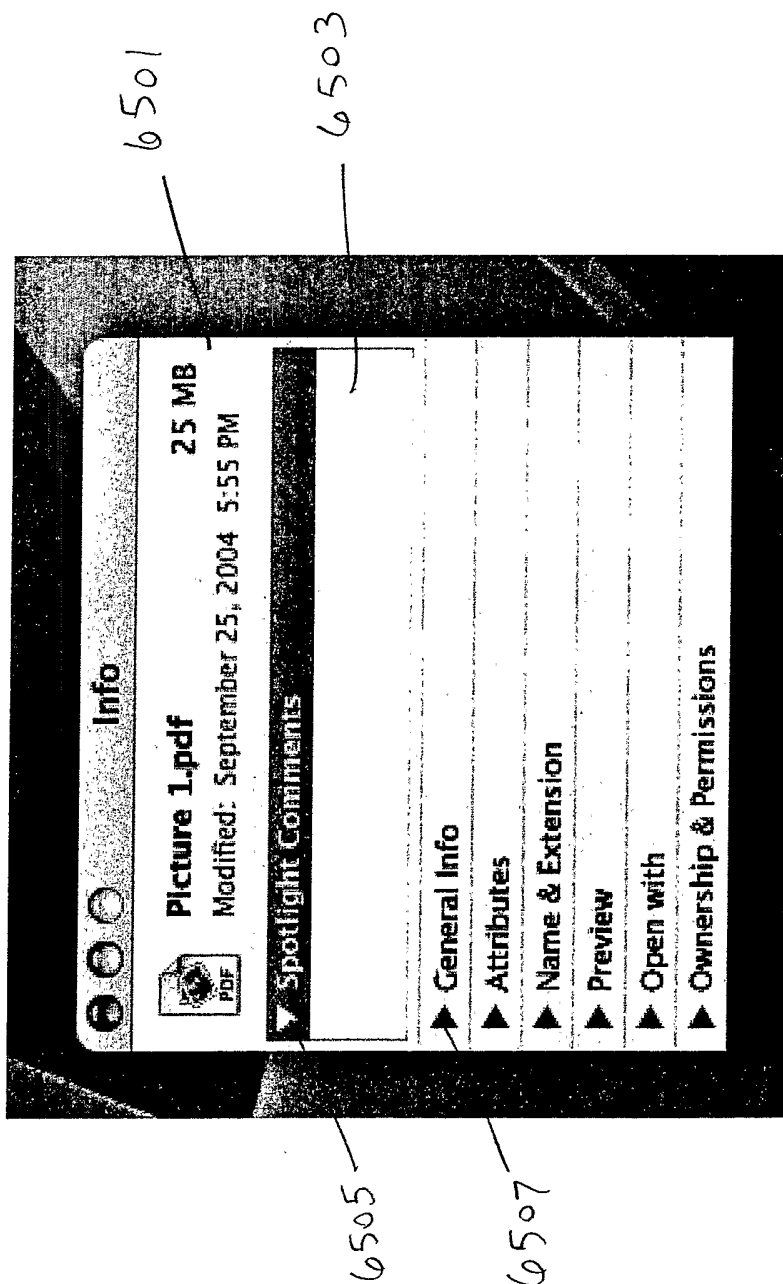 6501
6503
Info
Picture 1.pdf 25 MB
Modified: September 25, 2004 5:55 PM
PDF
Spotlight Comments
General Info
Attributes
Name & Extension
Preview
Open with
Ownership & Permissions
6505
6507